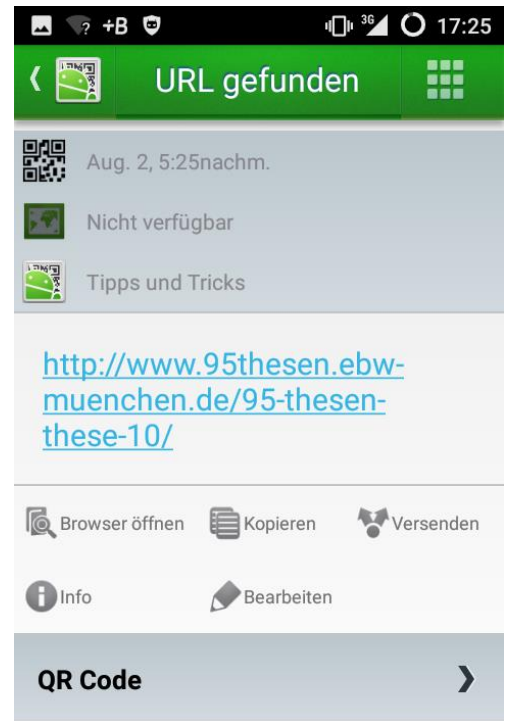 ? +B 3G 17:25
URL gefunden
Aug. 2, 5:25nachm.
Nicht verfügbar
Tipps und Tricks
http://www.95thesen.ebw-
muenchen.de/95-thesen-
these-10/
Browser öffnen Kopieren Versenden
Info Bearbeiten
QR Code